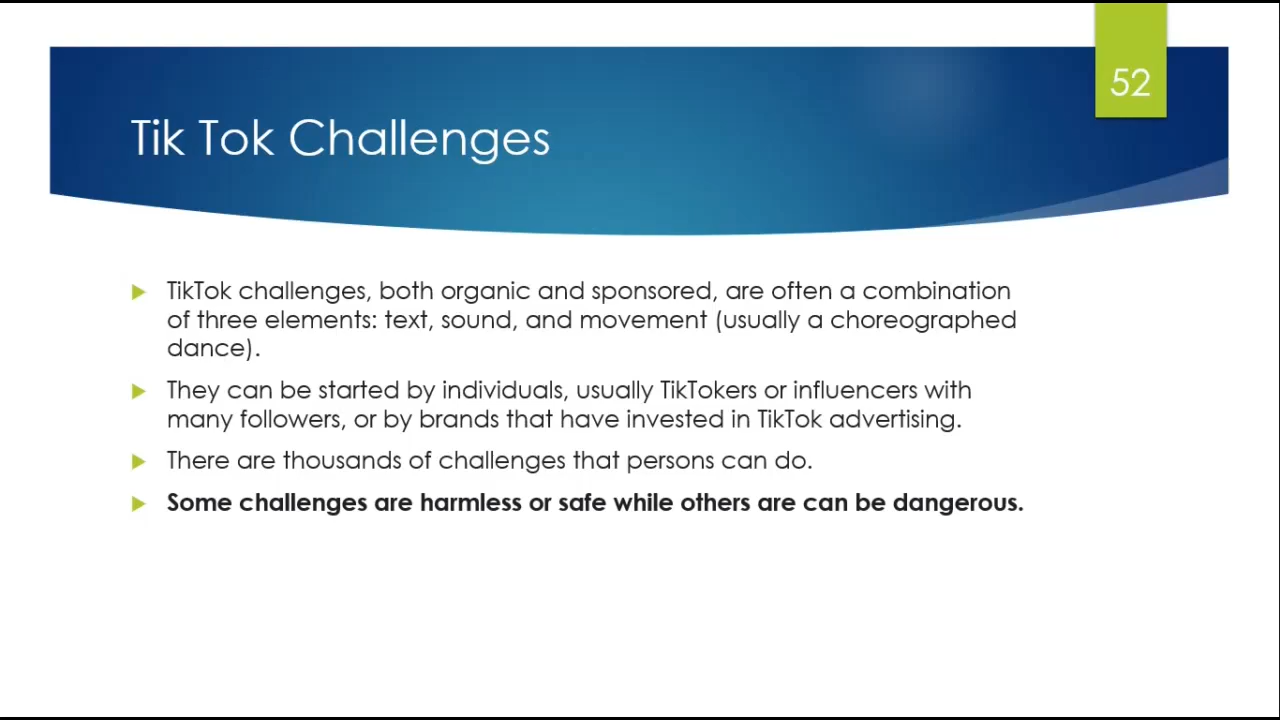 52
Tik Tok Challenges
TikTok challenges, both organic and sponsored, are often a combination
of three elements: text, sound, and movement (usually a choreographed
dance).
They can be started by individuals, usually TikTokers or influencers with
many followers, or by brands that have invested in TikTok advertising.
There are thousands of challenges that persons can do.
Some challenges are harmless or safe while others are can be dangerous.